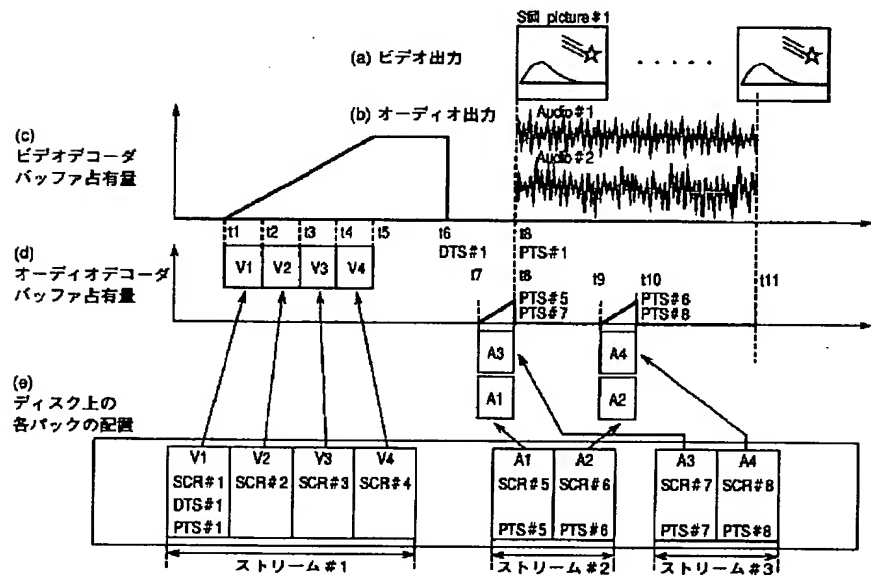 S画 picture#1
(a) ビデオ出力
(b) オーディオ出力
Audio#1
Audio#2
(c)
ビデオデコーダ
バッファ占有量
t1 t2 t3 t4 t5 t6 t8
DTS#1 PTS#1
(d)
オーディオデコーダ
バッファ占有量
V1 V2 V3 V4
t7 t8 t9 t10 t11
PTS#5 PTS#6
PTS#7 PTS#8
A3 A4
A1 A2
(e)
ディスク上の
各パックの配置
V1 V2 V3 V4 A1 A2 A3 A4
SCR#1 SCR#2 SCR#3 SCR#4 SCR#5 SCR#6 SCR#7 SCR#8
DTS#1
PTS#1 PTS#5 PTS#6 PTS#7 PTS#8
ストリーム#1 ストリーム#2 ストリーム#3